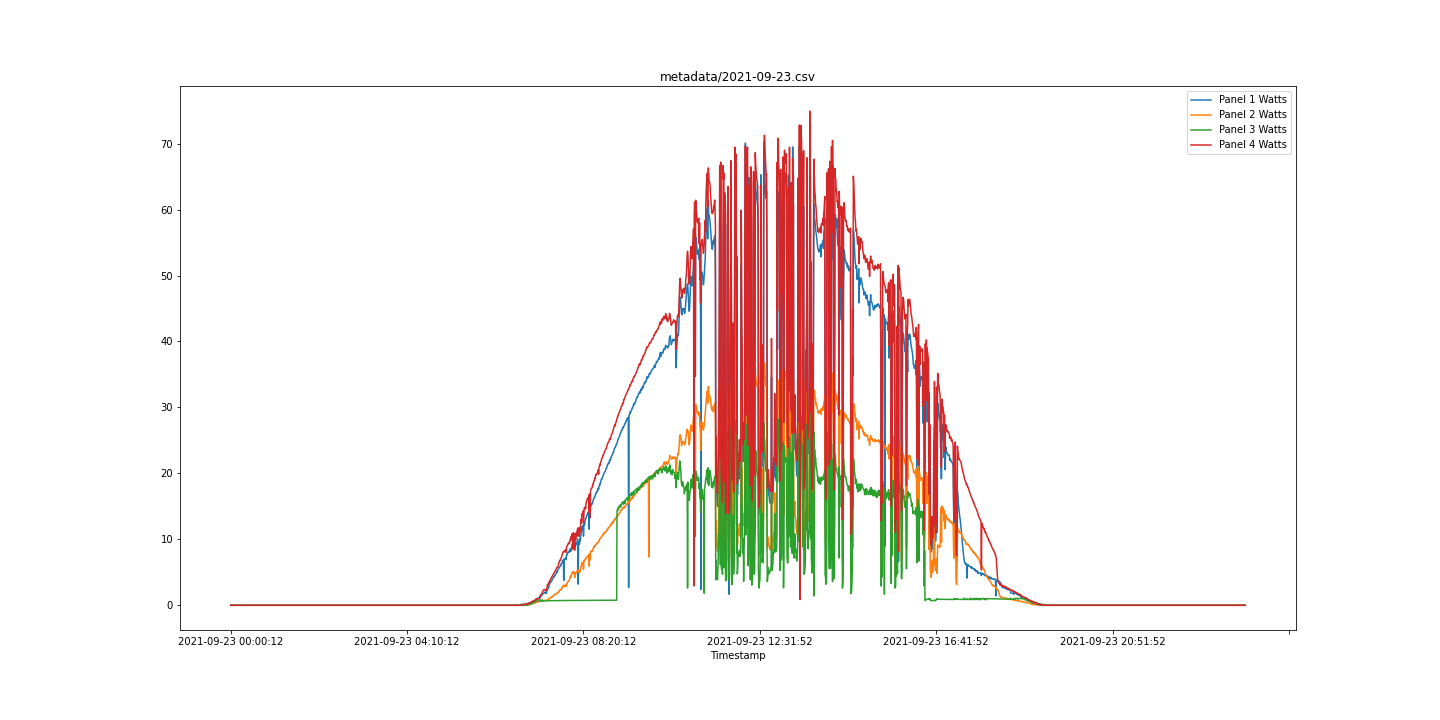 metadata/2021-09-23.csv
Panel 1 Watts
Panel 2 Watts
Panel 3 Watts
Panel 4 Watts
70
60
50
40
30
20
10
0
2021-09-23 00:00:12 2021-09-23 04:10:12 2021-09-23 08:20:12 2021-09-23 12:31:52 2021-09-23 16:41:52 2021-09-23 20:51:52
Timestamp